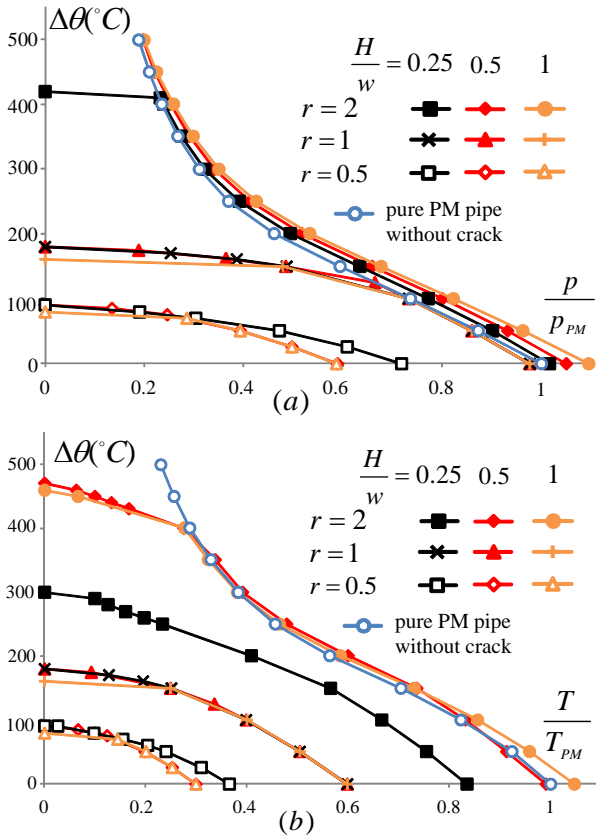 Δθ(°C)
500
400
300
200
100
0
0
0.2
0.4
0.6
0.8
1
H/w = 0.25 0.5 1
r = 2
r = 1
r = 0.5
pure PM pipe
without crack
p/p_PM
(a)
Δθ(°C)
500
400
300
200
100
0
0
0.2
0.4
0.6
0.8
1
H/w = 0.25 0.5 1
r = 2
r = 1
r = 0.5
pure PM pipe
without crack
T/T_PM
(b)